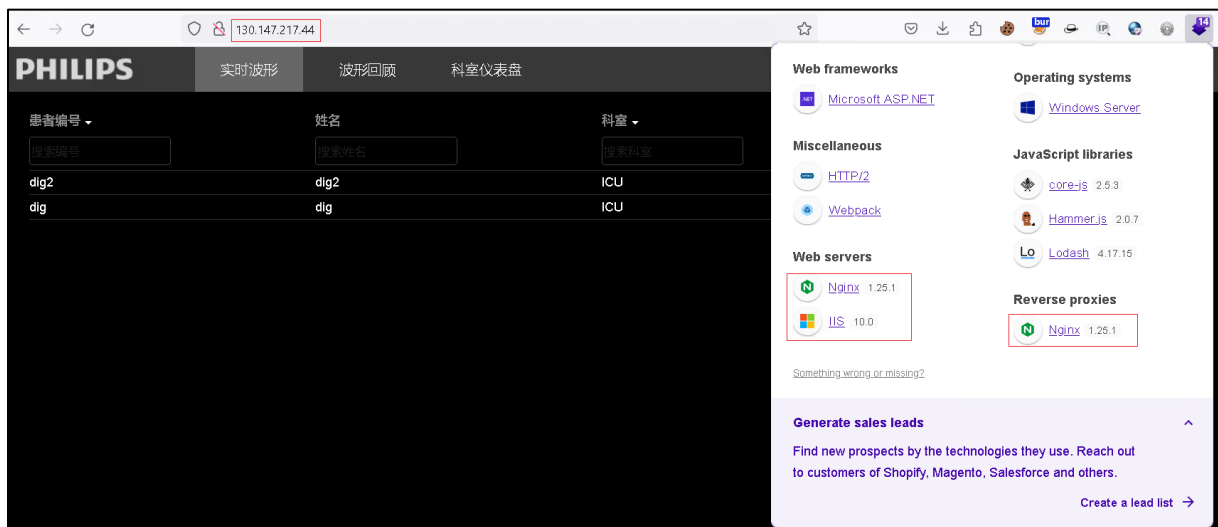 130.147.217.44
bur
IP
14
PHILIPS
实时波形
波形回顾
科室仪表盘
患者编号
姓名
科室
搜索编号
搜索姓名
搜索科室
dig2 dig2 ICU
dig dig ICU
Web frameworks
.NET
Microsoft ASP.NET
Miscellaneous
HTTP/2
Webpack
Web servers
Nginx 1.25.1
IIS 10.0
Something wrong or missing?
Operating systems
Windows Server
JavaScript libraries
core-js 2.5.3
Hammer.js 2.0.7
Lo
Lodash 4.17.15
Reverse proxies
Nginx 1.25.1
Generate sales leads
Find new prospects by the technologies they use. Reach out
to customers of Shopify, Magento, Salesforce and others.
Create a lead list